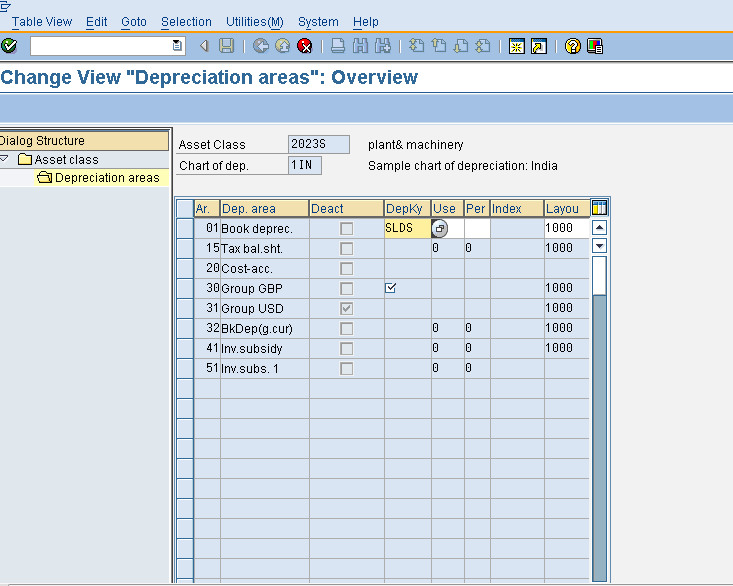 Table View Edit Goto Selection Utilities(M) System Help
Change View "Depreciation areas": Overview
Dialog Structure
Asset class
Depreciation areas
Asset Class 2023S plant& machinery
Chart of dep. 1IN Sample chart of depreciation: India
Ar. Dep. area Deact DepKy Use Per Index Layou
01 Book deprec. SLDS 1000
15 Tax bal.sht. 0 0 1000
20 Cost-acc.
30 Group GBP 1000
31 Group USD 1000
32 BkDep(g.cur) 0 0 1000
41 Inv.subsidy 0 0 1000
51 Inv.subs. 1 0 0